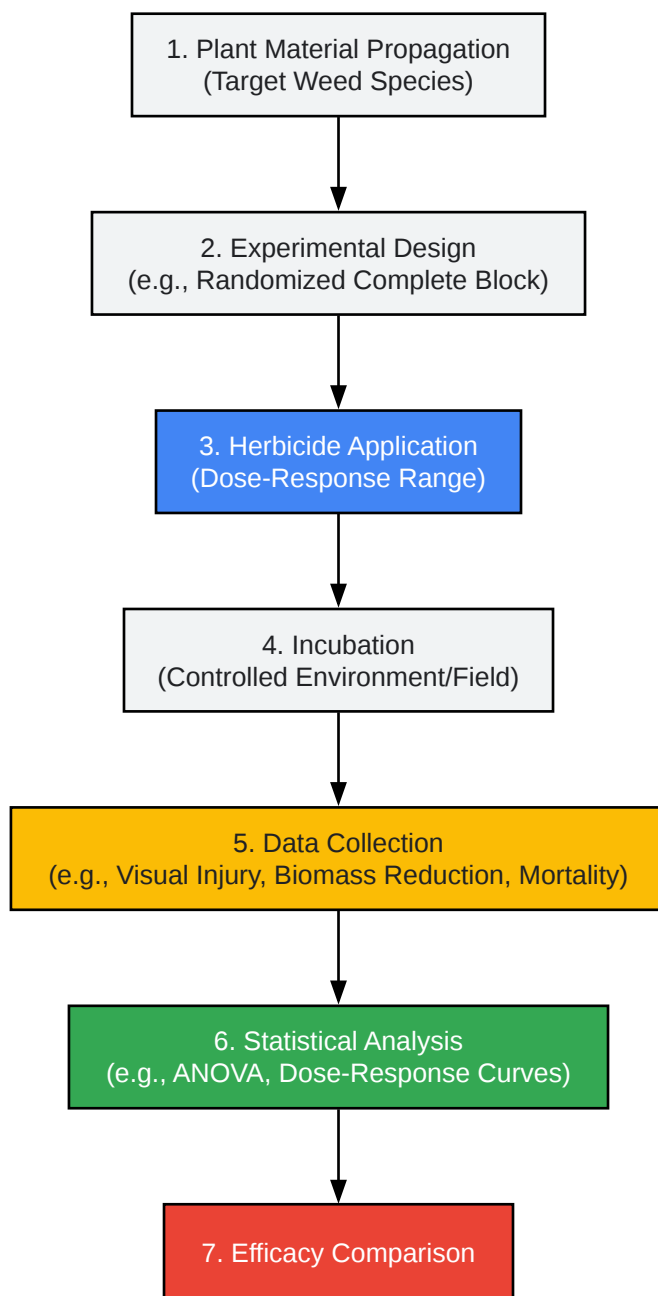 1. Plant Material Propagation
(Target Weed Species)
2. Experimental Design
(e.g., Randomized Complete Block)
3. Herbicide Application
(Dose-Response Range)
4. Incubation
(Controlled Environment/Field)
5. Data Collection
(e.g., Visual Injury, Biomass Reduction, Mortality)
6. Statistical Analysis
(e.g., ANOVA, Dose-Response Curves)
7. Efficacy Comparison